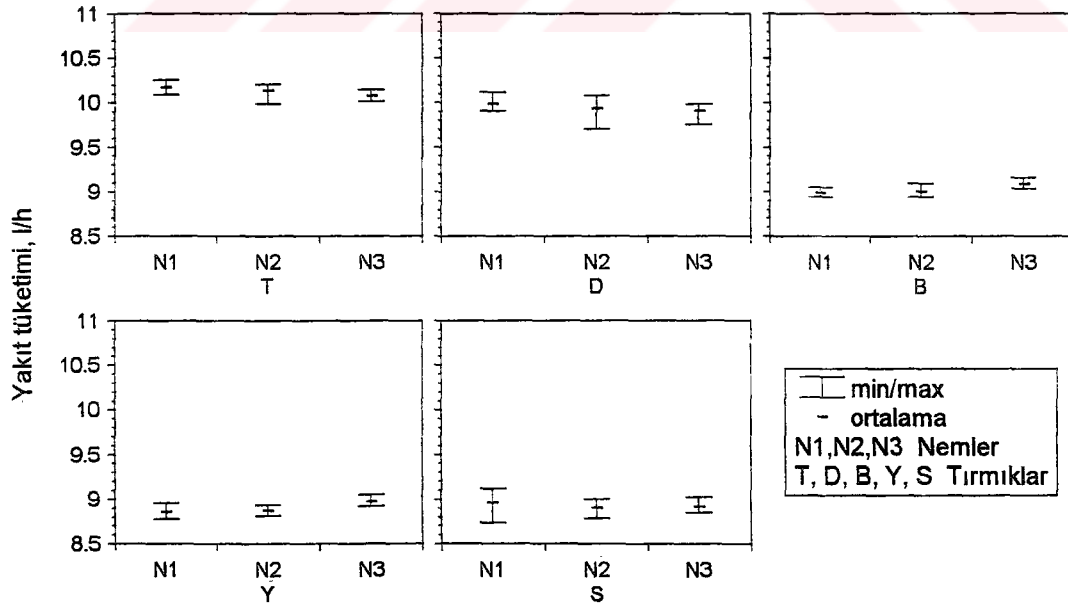 Yakıt tüketimi, l/h
11
10.5
10
9.5
9
8.5
N1 N2 N3
T
N1 N2 N3
D
N1 N2 N3
B
11
10.5
10
9.5
9
8.5
N1 N2 N3
Y
N1 N2 N3
S
min/max
ortalama
N1,N2,N3 Nemler
T, D, B, Y, S Tırmıklar